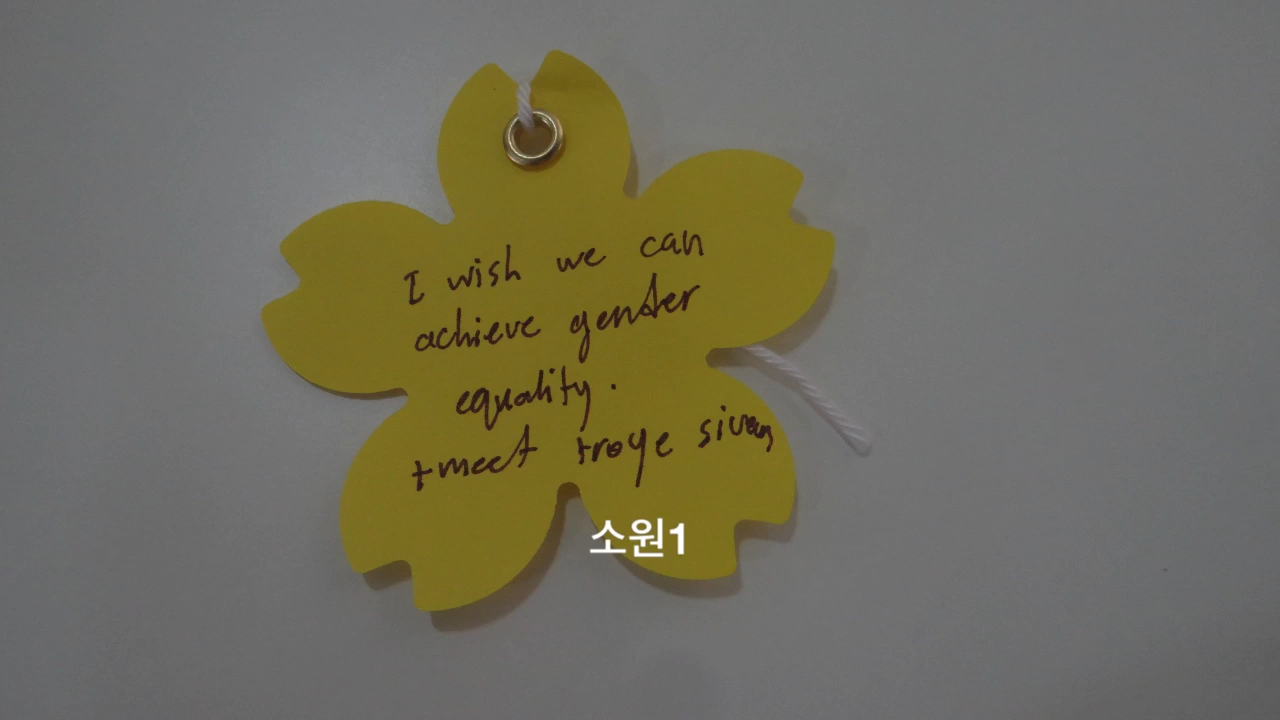 I wish we can
achieve gender
equality.
+meet troye sivan
소원1